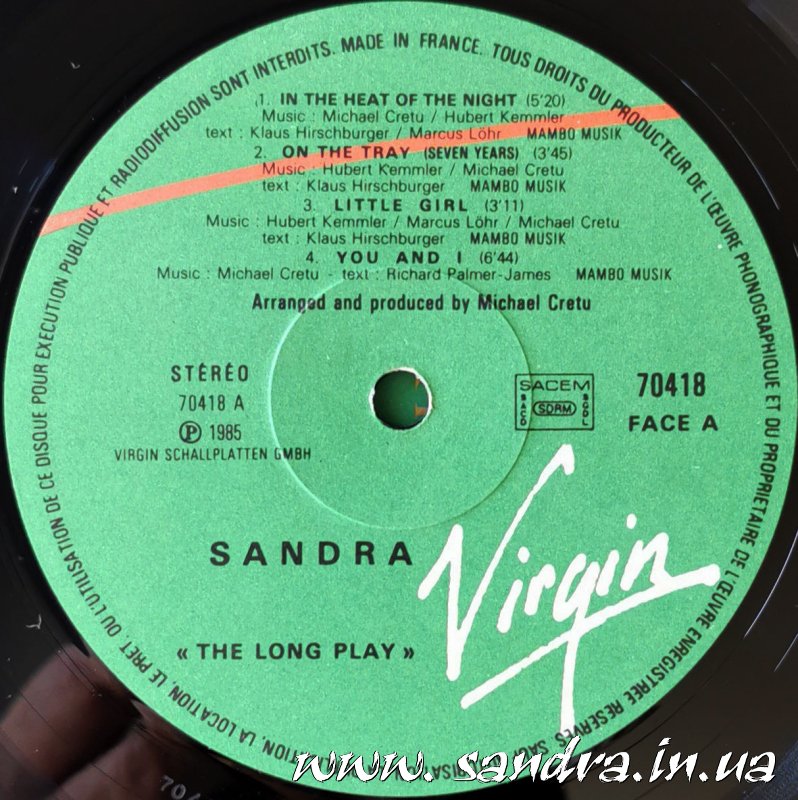 1. IN THE HEAT OF THE NIGHT (5'20)
Music : Michael Cretu / Hubert Kemmler
text : Klaus Hirschburger / Marcus Löhr MAMBO MUSIK
2. ON THE TRAY (SEVEN YEARS) (3'45)
Music : Hubert Kemmler / Michael Cretu
text : Klaus Hirschburger MAMBO MUSIK
3. LITTLE GIRL (3'11)
Music : Hubert Kemmler / Marcus Löhr / Michael Cretu
text : Klaus Hirschburger MAMBO MUSIK
4. YOU AND I (6'44)
Music : Michael Cretu - text : Richard Palmer-James MAMBO MUSIK
Arranged and produced by Michael Cretu
STÉRÉO
70418 A
℗ 1985
VIRGIN SCHALLPLATTEN GMBH
SACEM
SACD
SDRM
SGDL
70418
FACE A
SANDRA
Virgin
« THE LONG PLAY »
MADE IN FRANCE. TOUS DROITS DU PRODUCTEUR DE L'ŒUVRE PHONOGRAPHIQUE ET DU PROPRIETAIRE DE L'ŒUVRE ENREGISTREE RESERVES. LA LOCATION, LE PRET, OU L'UTILISATION DE CE DISQUE POUR EXECUTION PUBLIQUE ET RADIODIFFUSION SONT INTERDITS.
www.sandra.in.ua